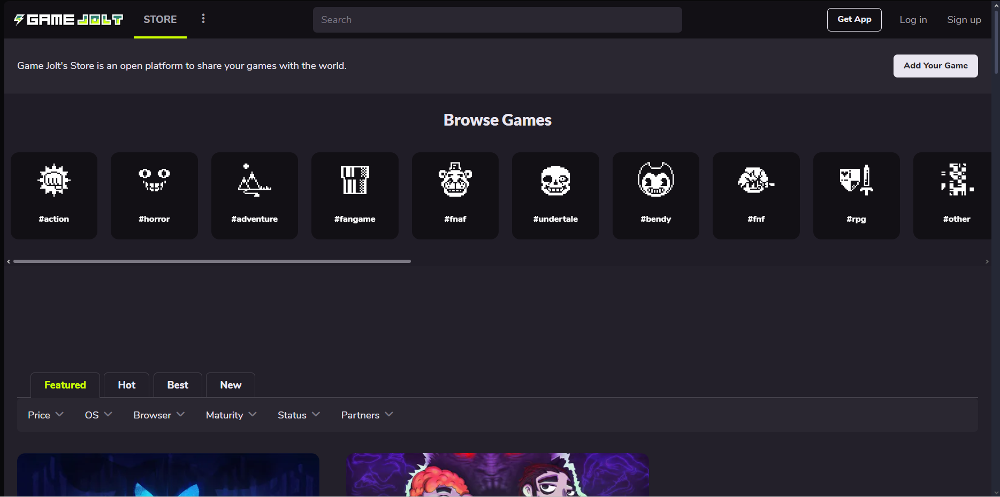 GAME JOLT
STORE
Search
Get App
Log in
Sign up
Game Jolt's Store is an open platform to share your games with the world.
Add Your Game
Browse Games
#action
#horror
#adventure
#fangame
#fnaf
#undertale
#bendy
#fnf
#rpg
#other
Featured
Hot
Best
New
Price
OS
Browser
Maturity
Status
Partners